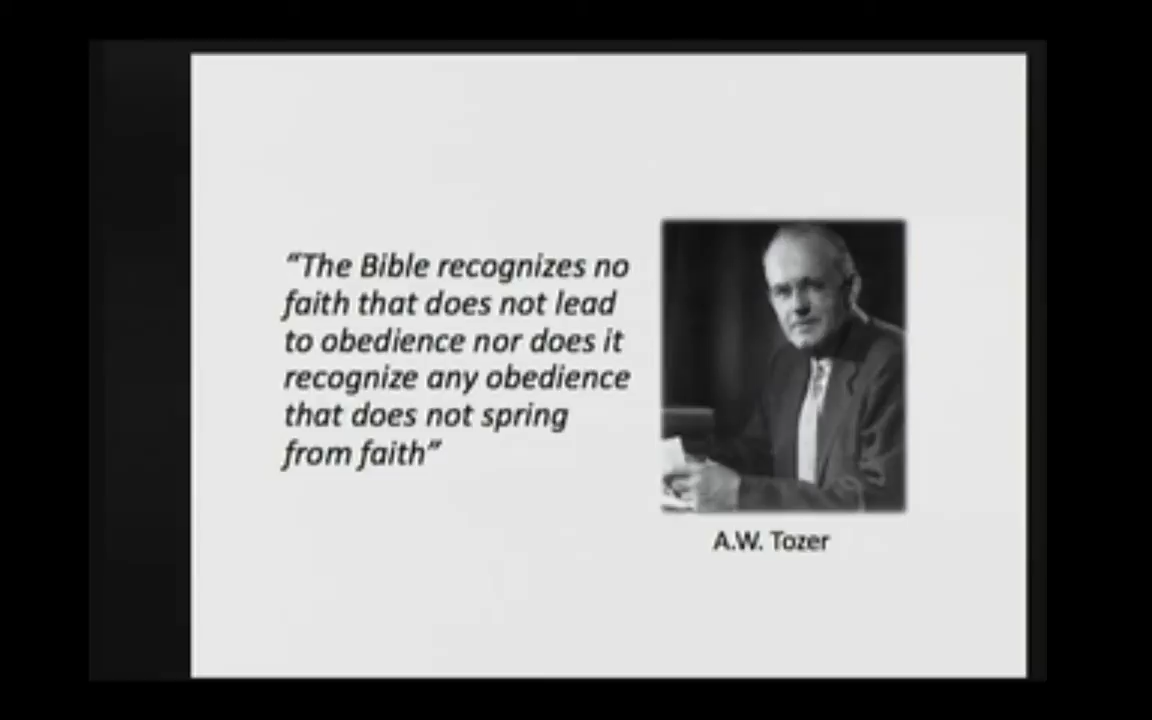 “The Bible recognizes no
faith that does not lead
to obedience nor does it
recognize any obedience
that does not spring
from faith”
A.W. Tozer